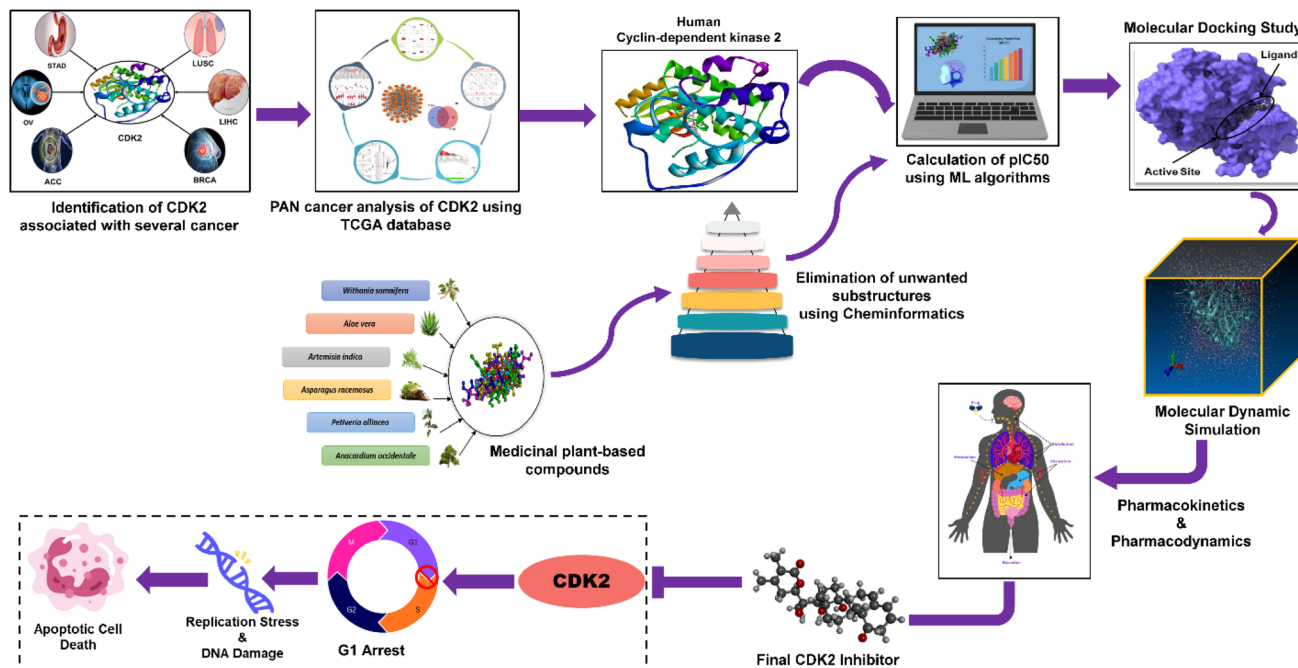 STAD
LUSC
OV
LIHC
CDK2
ACC
BRCA
Identification of CDK2
associated with several cancer
PAN cancer analysis of CDK2 using
TCGA database
Human
Cyclin-dependent kinase 2
Calculation of pIC50
using ML algorithms
Molecular Docking Study
Ligand
Active Site
Withania somnifera
Aloe vera
Artemisia indica
Asparagus racemosus
Petiveria alliacea
Anacardium occidentale
Medicinal plant-based
compounds
Elimination of unwanted
substructures
using Cheminformatics
Molecular Dynamic
Simulation
Pharmacokinetics
&
Pharmacodynamics
Final CDK2 Inhibitor
CDK2
M
G1
G2
S
G1 Arrest
Replication Stress
&
DNA Damage
Apoptotic Cell
Death